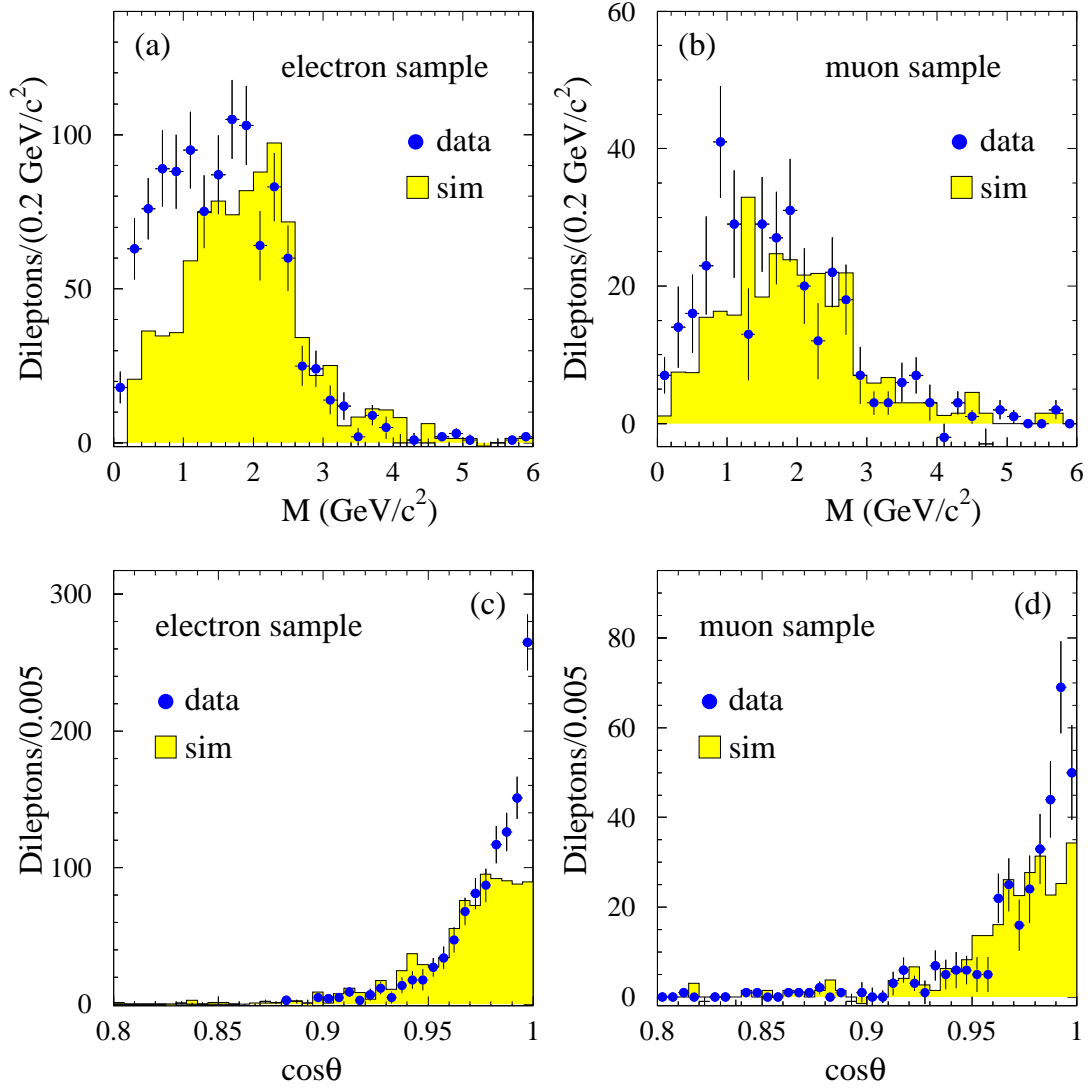 (a)
electron sample
data
sim
Dileptons/(0.2 GeV/c²)
100
50
0
0 1 2 3 4 5 6
M (GeV/c²)
(b)
muon sample
data
sim
Dileptons/(0.2 GeV/c²)
60
40
20
0
0 1 2 3 4 5 6
M (GeV/c²)
(c)
electron sample
data
sim
Dileptons/0.005
300
200
100
0
0.8 0.85 0.9 0.95 1
cosθ
(d)
muon sample
data
sim
Dileptons/0.005
80
60
40
20
0
0.8 0.85 0.9 0.95 1
cosθ